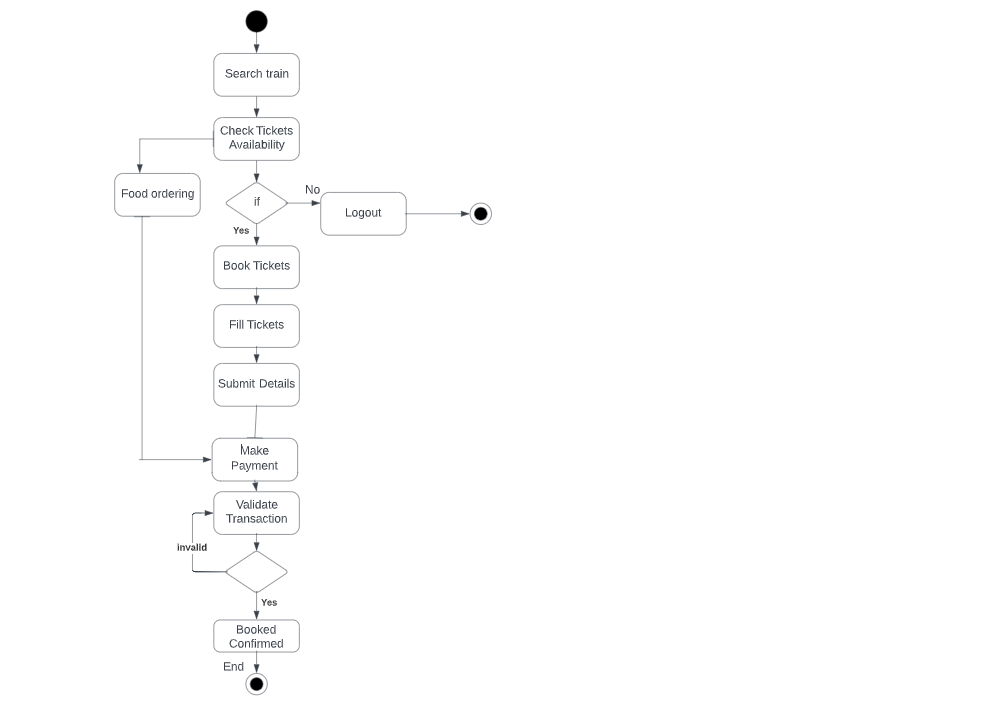 Search train
Check Tickets
Availability
Food ordering
if
No
Logout
Yes
Book Tickets
Fill Tickets
Submit Details
Make
Payment
Validate
Transaction
invalid
Yes
Booked
Confirmed
End